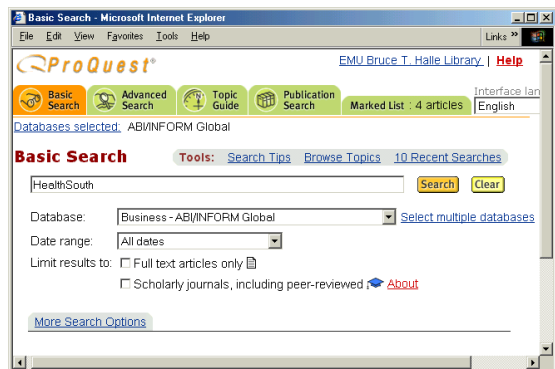 Basic Search - Microsoft Internet Explorer
File Edit View Favorites Tools Help Links »
ProQuest® EMU Bruce T. Halle Library | Help
Basic Search Advanced Search Topic Guide Publication Search Marked List : 4 articles Interface lan
English
Databases selected: ABI/INFORM Global
Basic Search Tools: Search Tips Browse Topics 10 Recent Searches
HealthSouth Search Clear
Database: Business - ABI/INFORM Global Select multiple databases
Date range: All dates
Limit results to: Full text articles only
Scholarly journals, including peer-reviewed About
More Search Options